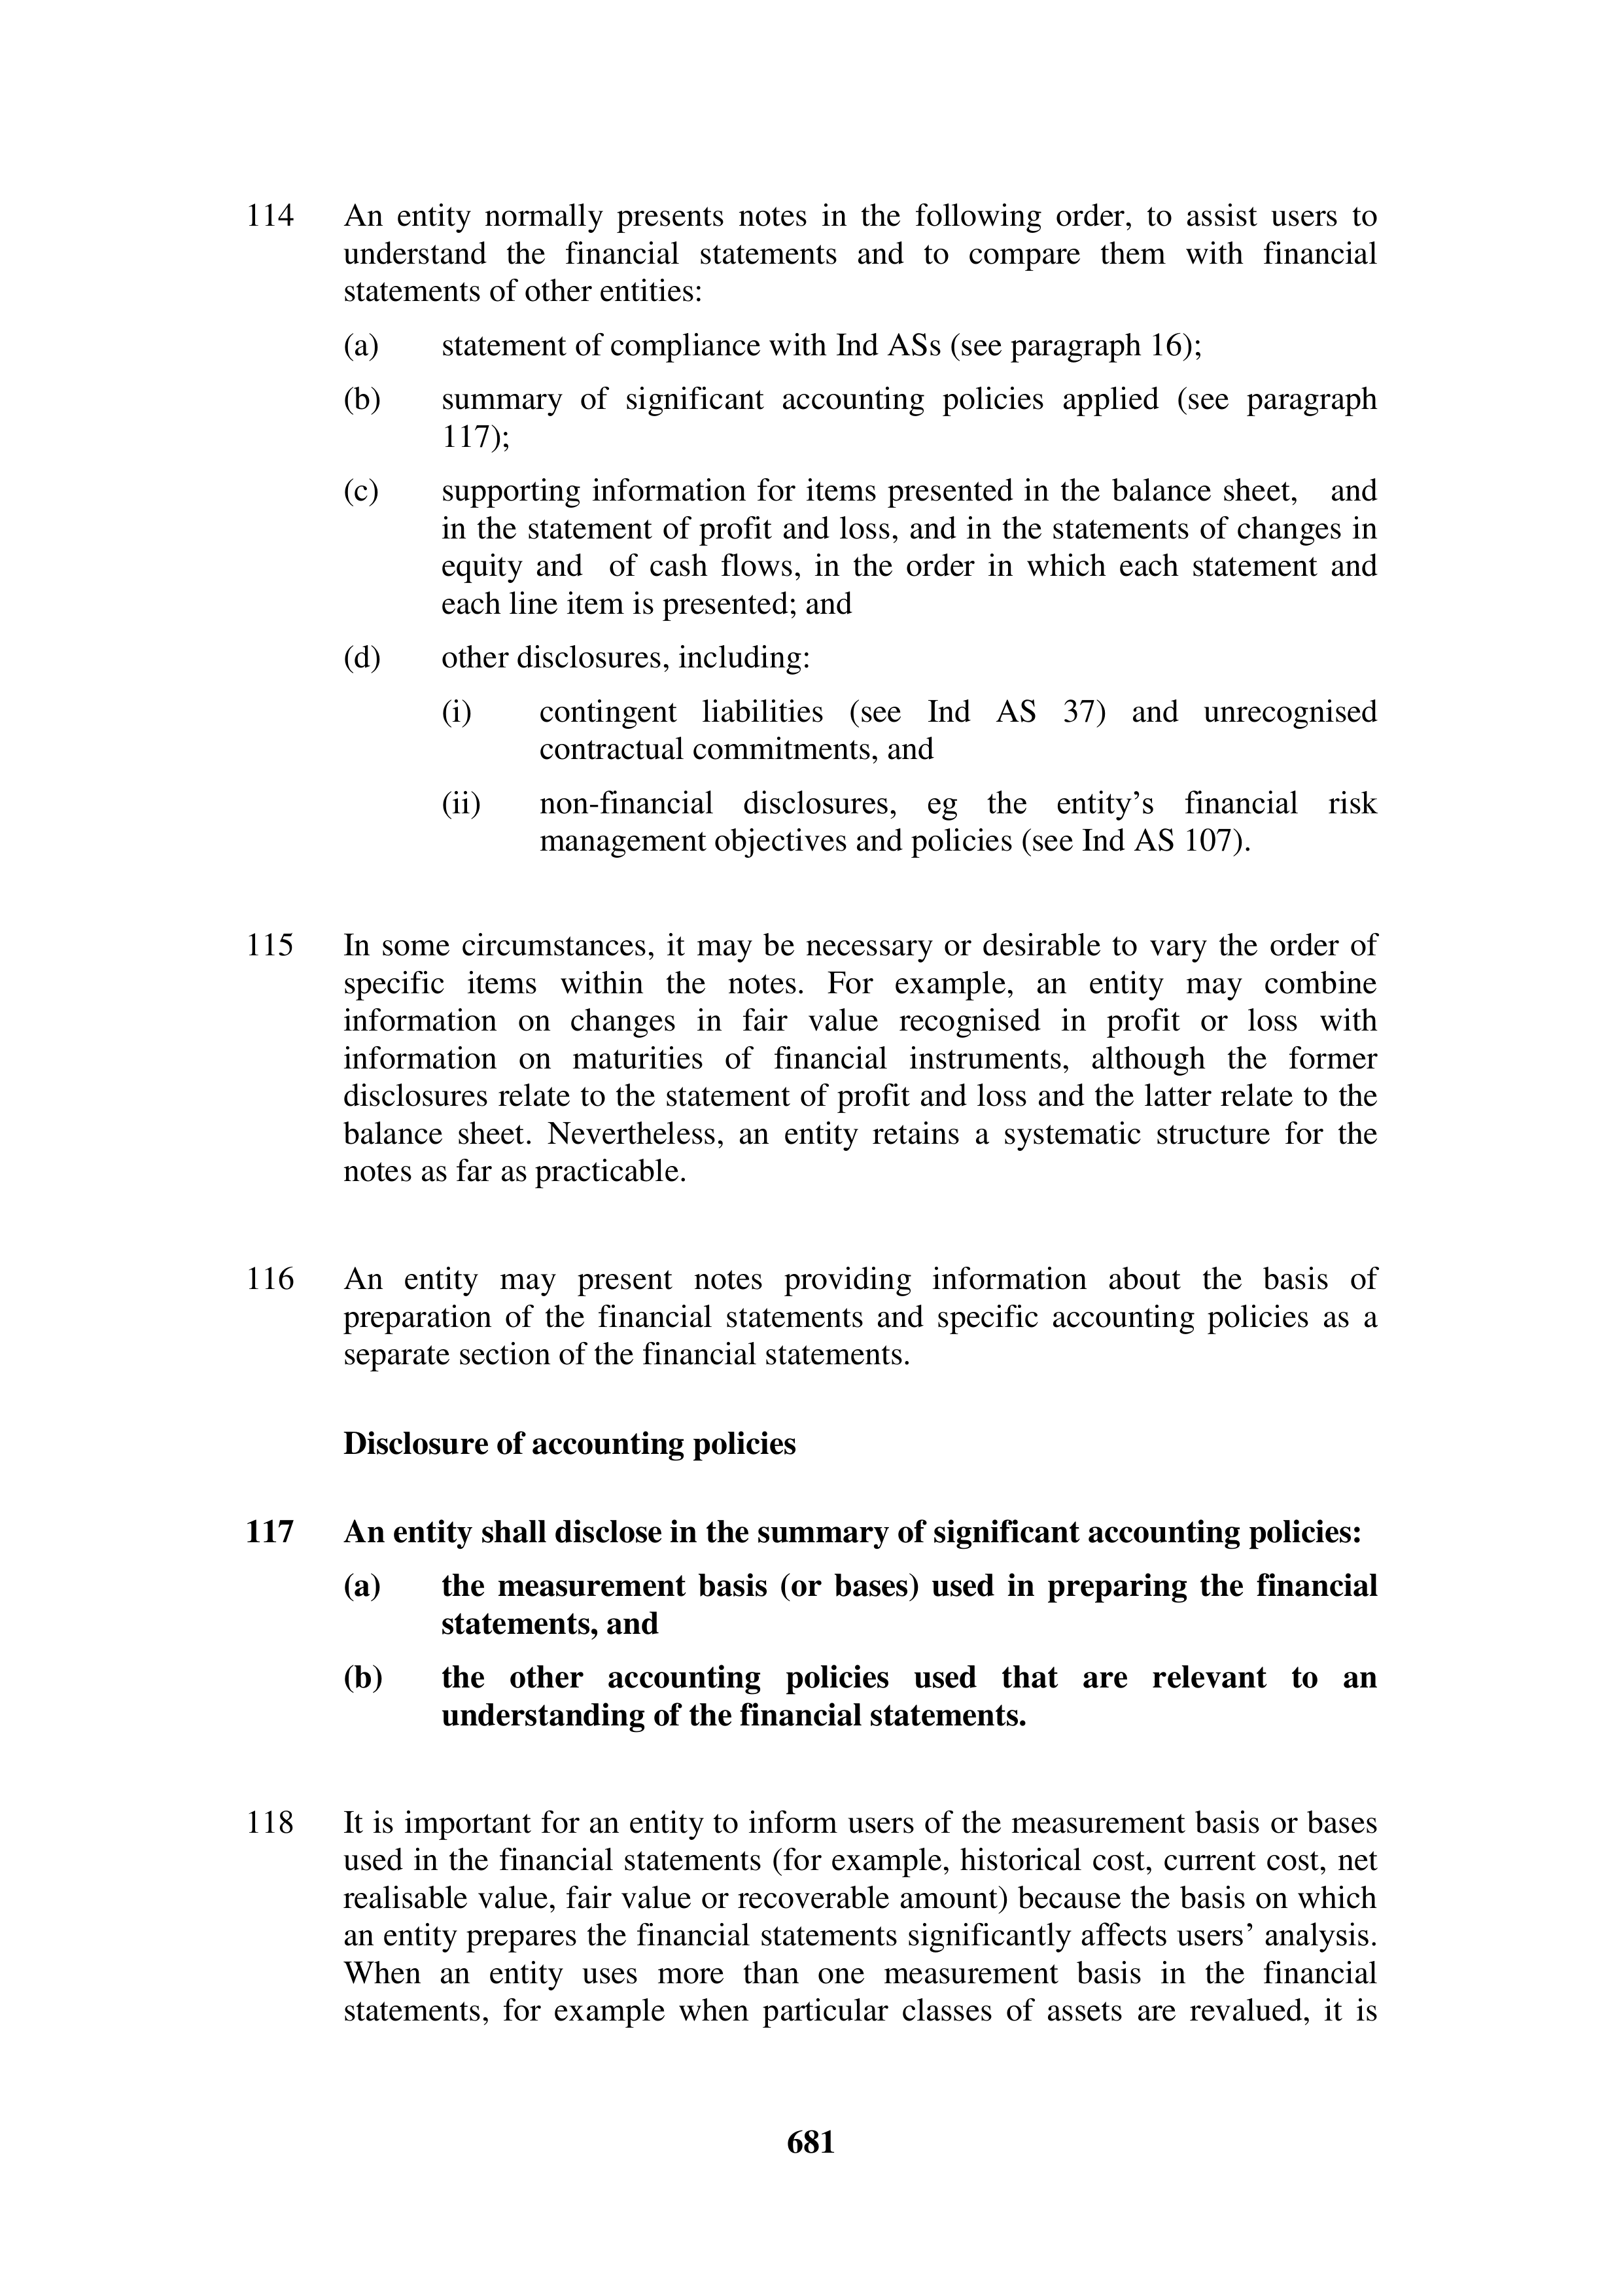 114 An entity normally presents notes in the following order, to assist users to
understand the financial statements and to compare them with financial
statements of other entities:
(a) statement of compliance with Ind ASs (see paragraph 16);
(b) summary of significant accounting policies applied (see paragraph
117);
(c) supporting information for items presented in the balance sheet, and
in the statement of profit and loss, and in the statements of changes in
equity and of cash flows, in the order in which each statement and
each line item is presented; and
(d) other disclosures, including:
(i) contingent liabilities (see Ind AS 37) and unrecognised
contractual commitments, and
(ii) non-financial disclosures, eg the entity’s financial risk
management objectives and policies (see Ind AS 107).
115 In some circumstances, it may be necessary or desirable to vary the order of
specific items within the notes. For example, an entity may combine
information on changes in fair value recognised in profit or loss with
information on maturities of financial instruments, although the former
disclosures relate to the statement of profit and loss and the latter relate to the
balance sheet. Nevertheless, an entity retains a systematic structure for the
notes as far as practicable.
116 An entity may present notes providing information about the basis of
preparation of the financial statements and specific accounting policies as a
separate section of the financial statements.
Disclosure of accounting policies
117 An entity shall disclose in the summary of significant accounting policies:
(a) the measurement basis (or bases) used in preparing the financial
statements, and
(b) the other accounting policies used that are relevant to an
understanding of the financial statements.
118 It is important for an entity to inform users of the measurement basis or bases
used in the financial statements (for example, historical cost, current cost, net
realisable value, fair value or recoverable amount) because the basis on which
an entity prepares the financial statements significantly affects users’ analysis.
When an entity uses more than one measurement basis in the financial
statements, for example when particular classes of assets are revalued, it is
681